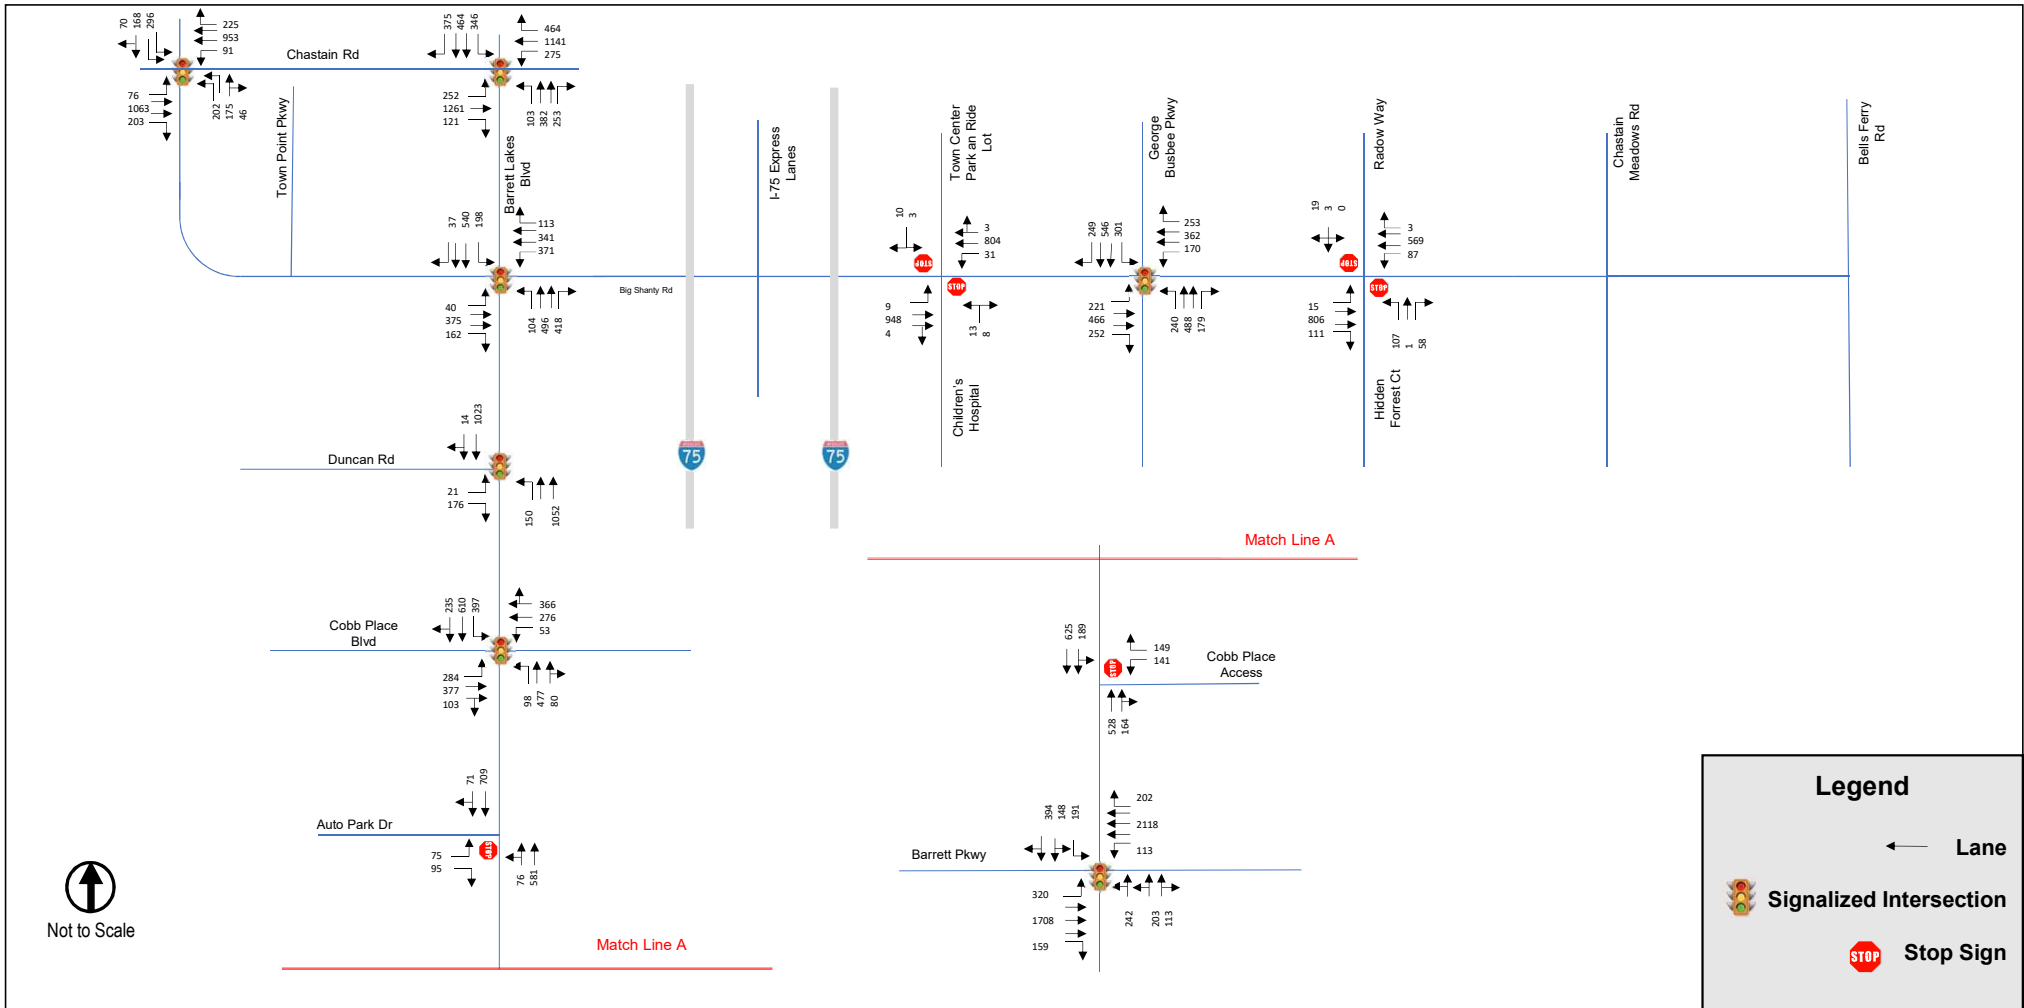 70
168
296
225
953
91
Chastain Rd
76
1063
203
202
175
46
Town Point Pkwy
375
464
346
464
1141
275
252
1261
121
103
382
253
Barrett Lakes
Blvd
37
540
198
113
341
371
40
375
162
104
496
418
Big Shanty Rd
I-75 Express
Lanes
Town Center
Park an Ride
Lot
10
3
STOP
3
804
31
STOP
9
948
4
13
8
Children's
Hospital
George
Busbee Pkwy
249
546
301
253
362
170
221
466
252
240
488
179
Radow Way
19
3
0
STOP
3
569
87
STOP
15
806
111
107
1
58
Hidden
Forrest Ct
Chastain
Meadows Rd
Bells Ferry
Rd
75
75
14
1023
Duncan Rd
21
176
150
1052
235
610
397
366
276
53
Cobb Place
Blvd
284
377
103
98
477
80
71
709
Auto Park Dr
75
95
STOP
76
581
Match Line A
Match Line A
625
189
STOP
149
141
Cobb Place
Access
528
164
394
148
191
202
2118
113
Barrett Pkwy
320
1708
159
242
203
113
Not to Scale
Legend
Lane
Signalized Intersection
STOP
Stop Sign